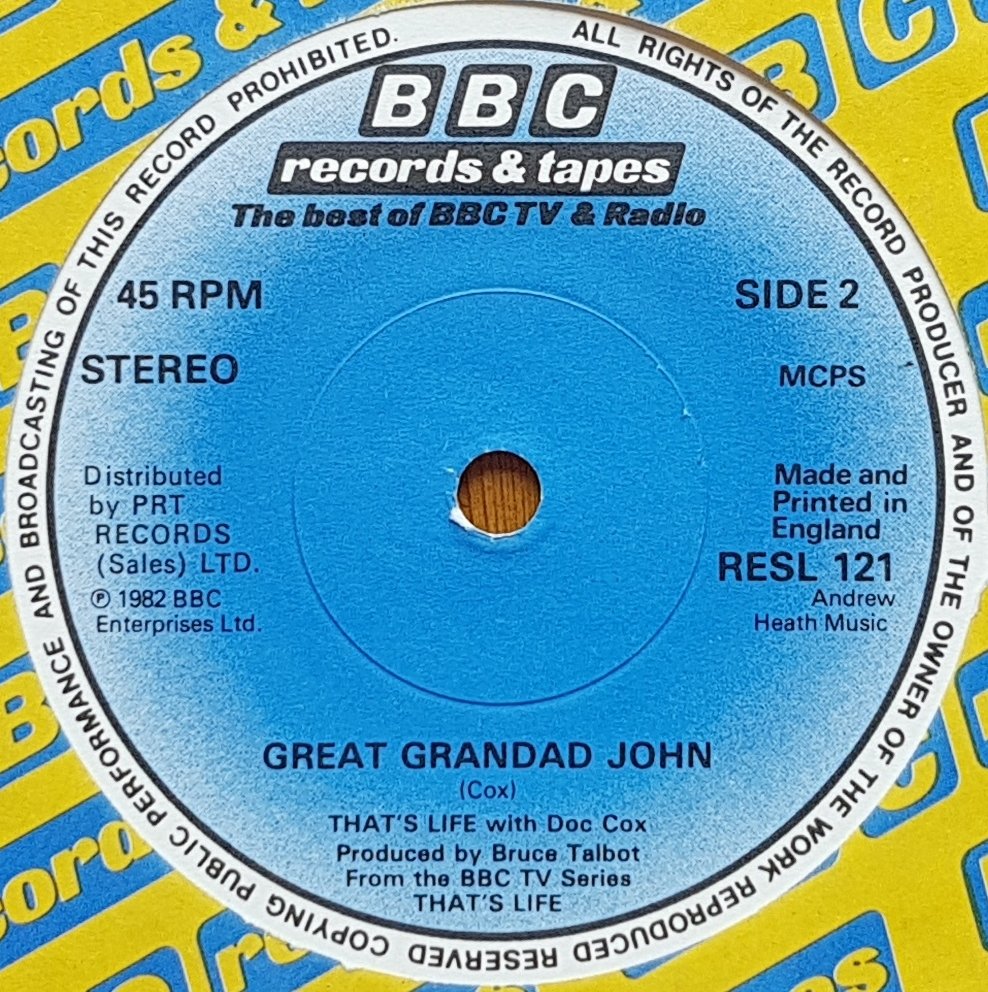 BBC
records & tapes
The best of BBC TV & Radio
45 RPM
SIDE 2
STEREO
MCPS
Distributed
by PRT
RECORDS
(Sales) LTD.
℗ 1982 BBC
Enterprises Ltd.
Made and
Printed in
England
RESL 121
Andrew
Heath Music
GREAT GRANDAD JOHN
(Cox)
THAT'S LIFE with Doc Cox
Produced by Bruce Talbot
From the BBC TV Series
THAT'S LIFE
ALL RIGHTS OF THE RECORD PRODUCER AND OF THE OWNER OF THE WORK REPRODUCED RESERVED COPYING PUBLIC PERFORMANCE AND BROADCASTING OF THIS RECORD PROHIBITED.